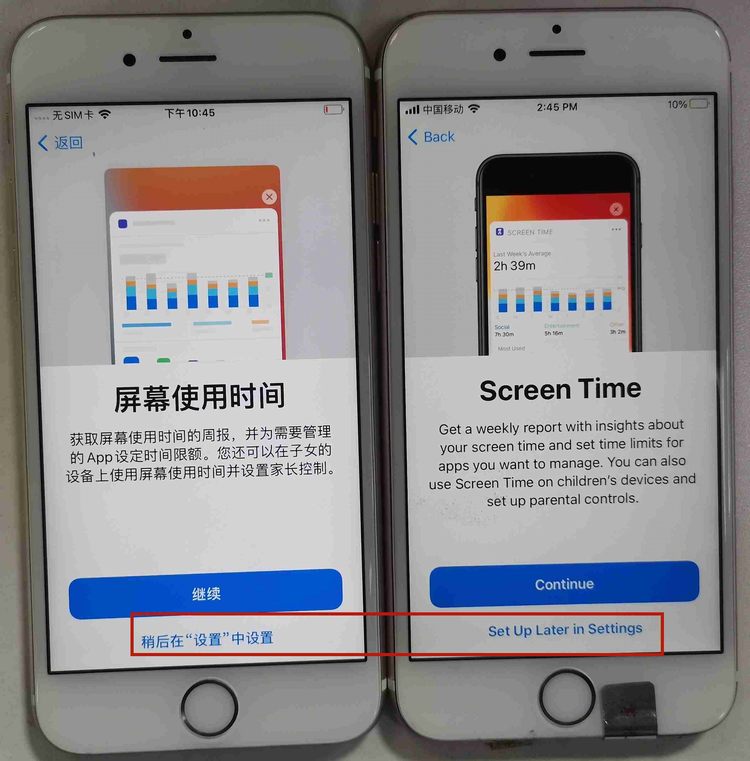 无SIM卡
下午10:45
返回
屏幕使用时间
获取屏幕使用时间的周报，并为需要管理
的App设定时间限额。您还可以在子女的
设备上使用屏幕使用时间并设置家长控制。
继续
稍后在“设置”中设置
中国移动
2:45 PM
10%
Back
SCREEN TIME
Last Week's Average
2h 39m
Social
Entertainment
Other
7h 30m
5h 16m
3h 2m
Most Used
Screen Time
Get a weekly report with insights about
your screen time and set time limits for
apps you want to manage. You can also
use Screen Time on children's devices and
set up parental controls.
Continue
Set Up Later in Settings